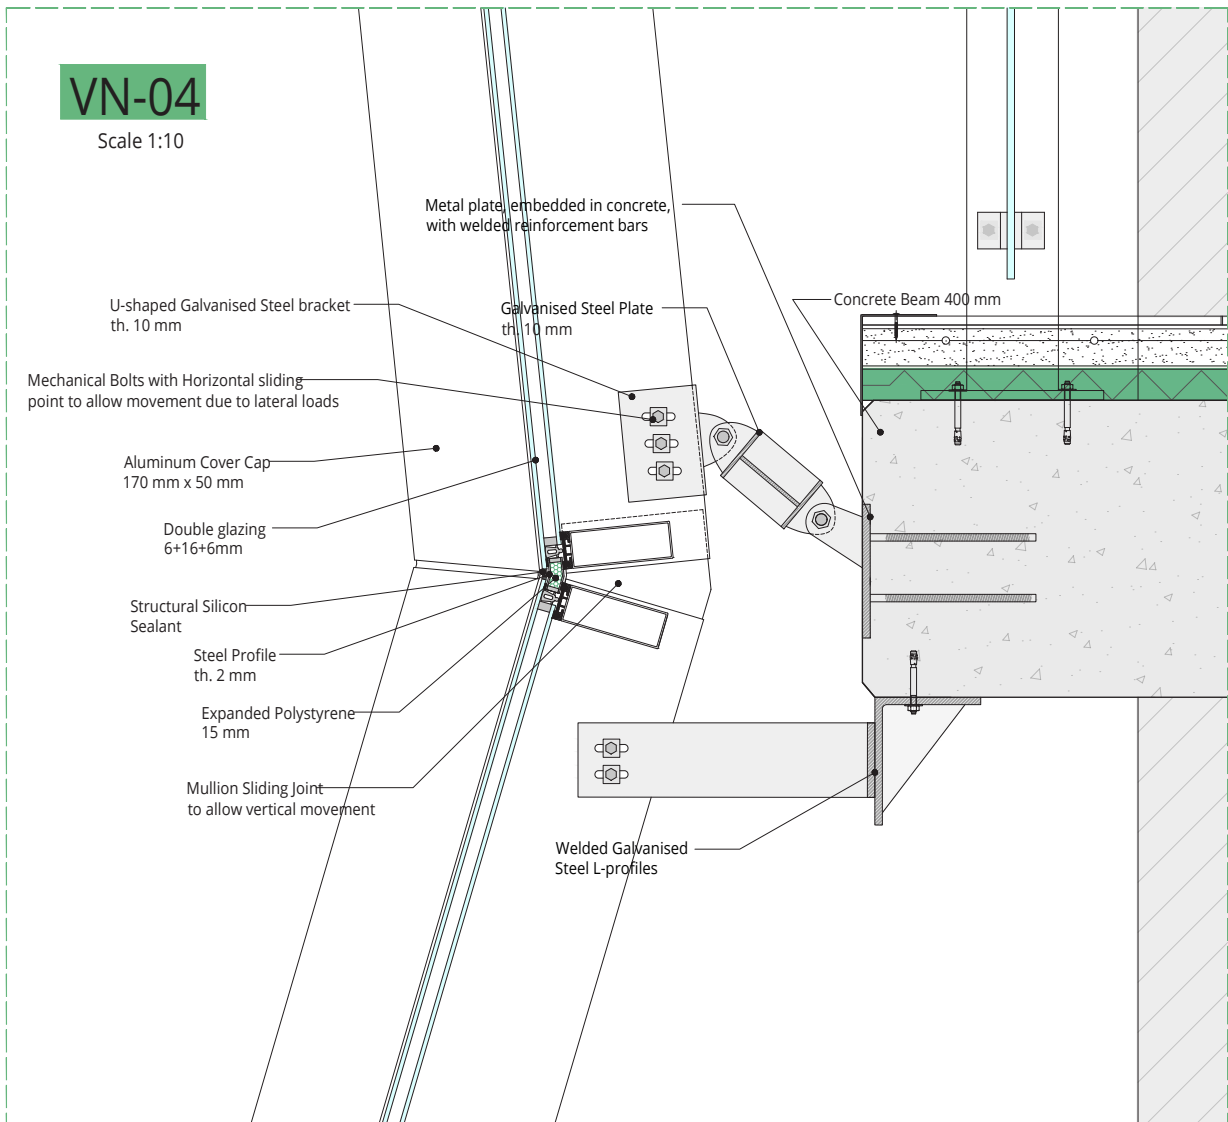 VN-04
Scale 1:10
Metal plate, embedded in concrete,
with welded reinforcement bars
U-shaped Galvanised Steel bracket
th. 10 mm
Galvanised Steel Plate
th. 10 mm
Concrete Beam 400 mm
Mechanical Bolts with Horizontal sliding
point to allow movement due to lateral loads
Aluminum Cover Cap
170 mm x 50 mm
Double glazing
6+16+6mm
Structural Silicon
Sealant
Steel Profile
th. 2 mm
Expanded Polystyrene
15 mm
Mullion Sliding Joint
to allow vertical movement
Welded Galvanised
Steel L-profiles